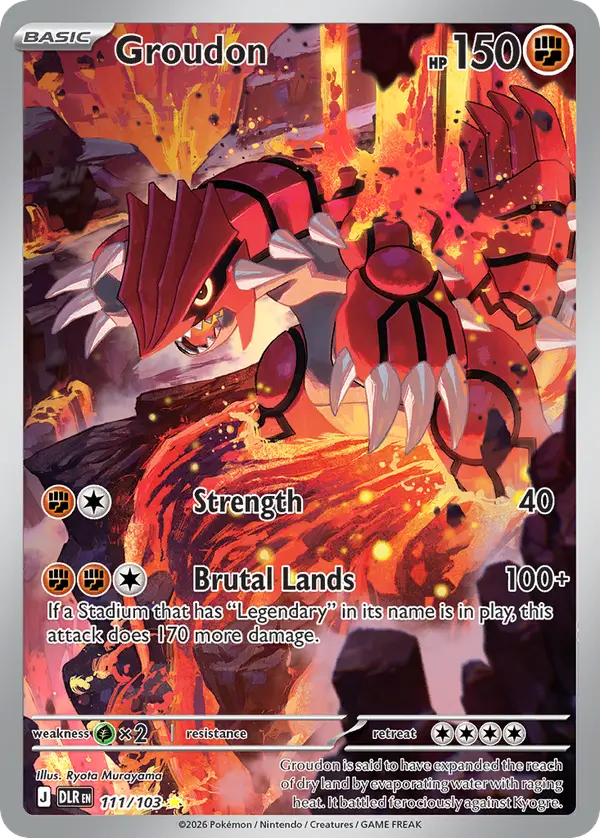 BASIC
Groudon
HP 150
Strength 40
Brutal Lands 100+
If a Stadium that has “Legendary” in its name is in play, this
attack does 170 more damage.
weakness ×2 resistance retreat
Illus. Ryota Murayama
Groudon is said to have expanded the reach
of dry land by evaporating water with raging
heat. It battled ferociously against Kyogre.
J DLR EN 111/103
©2026 Pokémon / Nintendo / Creatures / GAME FREAK